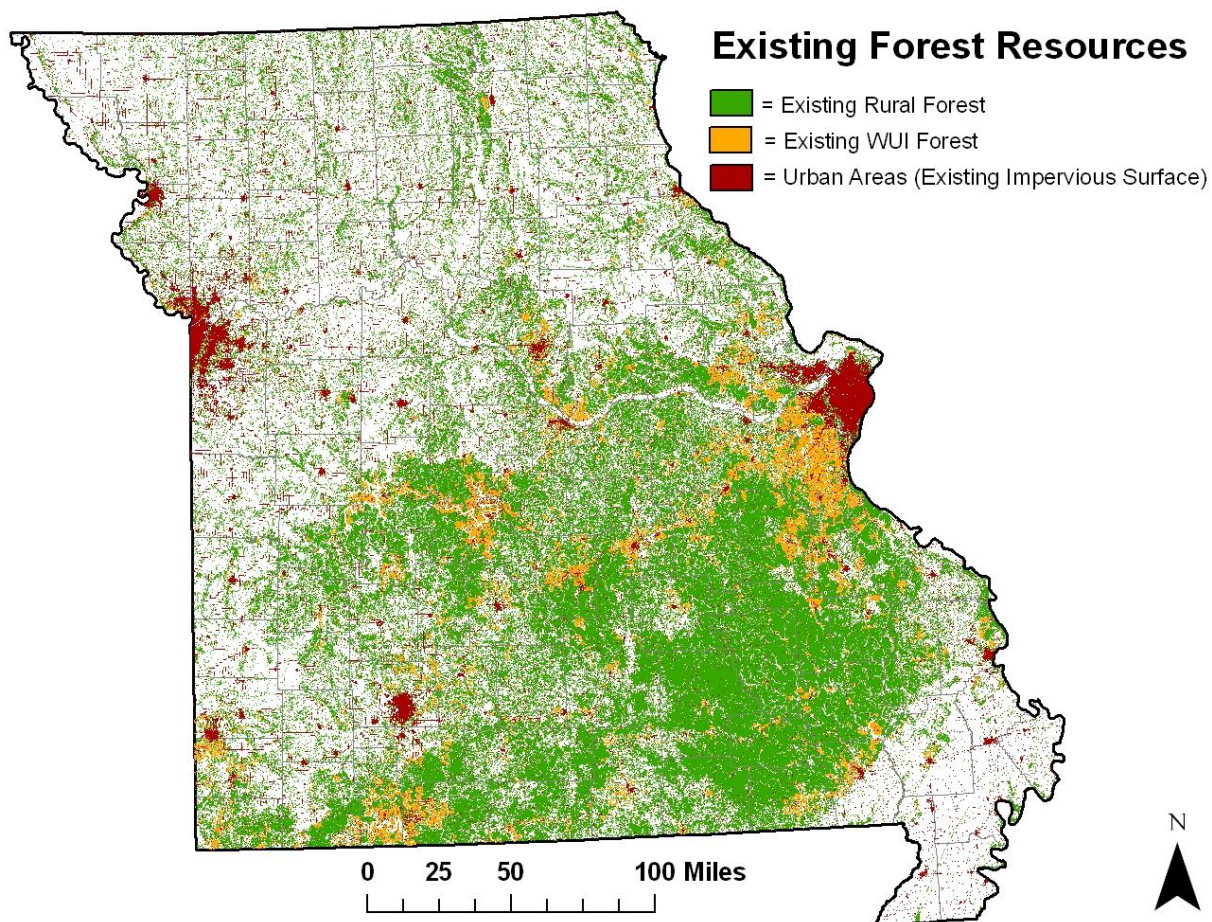 Existing Forest Resources
= Existing Rural Forest
= Existing WUI Forest
= Urban Areas (Existing Impervious Surface)
N
0 25 50 100 Miles